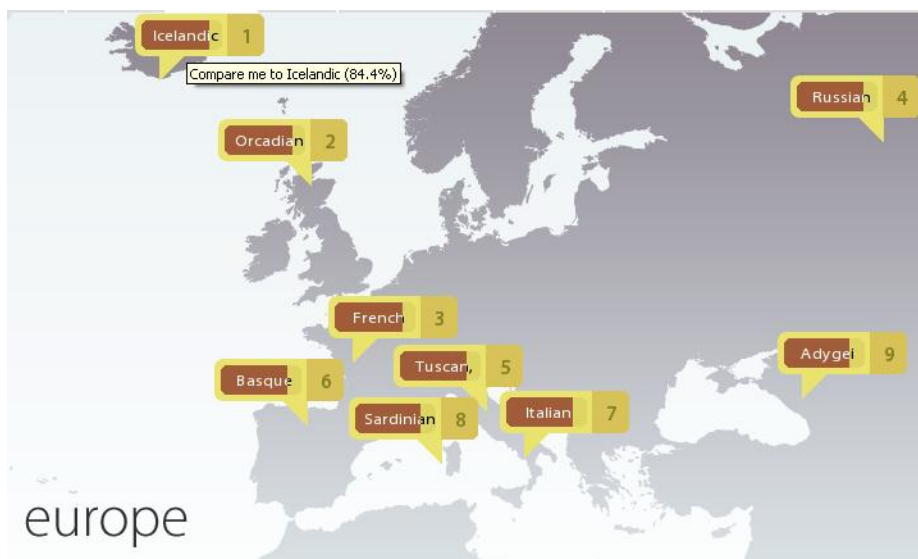 Icelandic 1
Compare me to Icelandic (84.4%)
Russian 4
Orcadian 2
French 3
Adygei 9
Tuscan, 5
Basque 6
Sardinian 8
Italian 7
europe